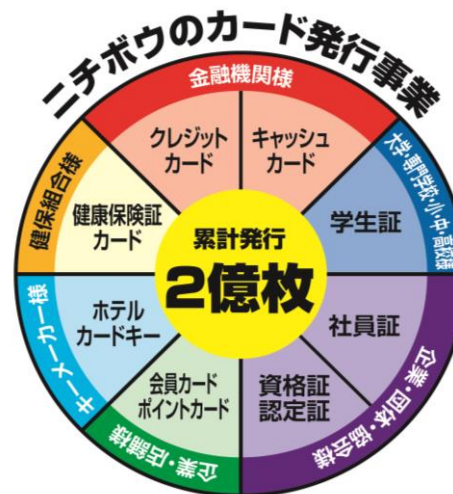 ニチボウのカード発行事業
金融機関様
クレジット
カード
キャッシュ
カード
大学・専門学校・小・中・高校様
学生証
社員証
企業・団体・協会様
資格証
認定証
会員カード
ポイントカード
企業・店舗様
ホテル
カードキー
キーメーカー様
健康保険証
カード
健保組合様
累計発行
2億枚